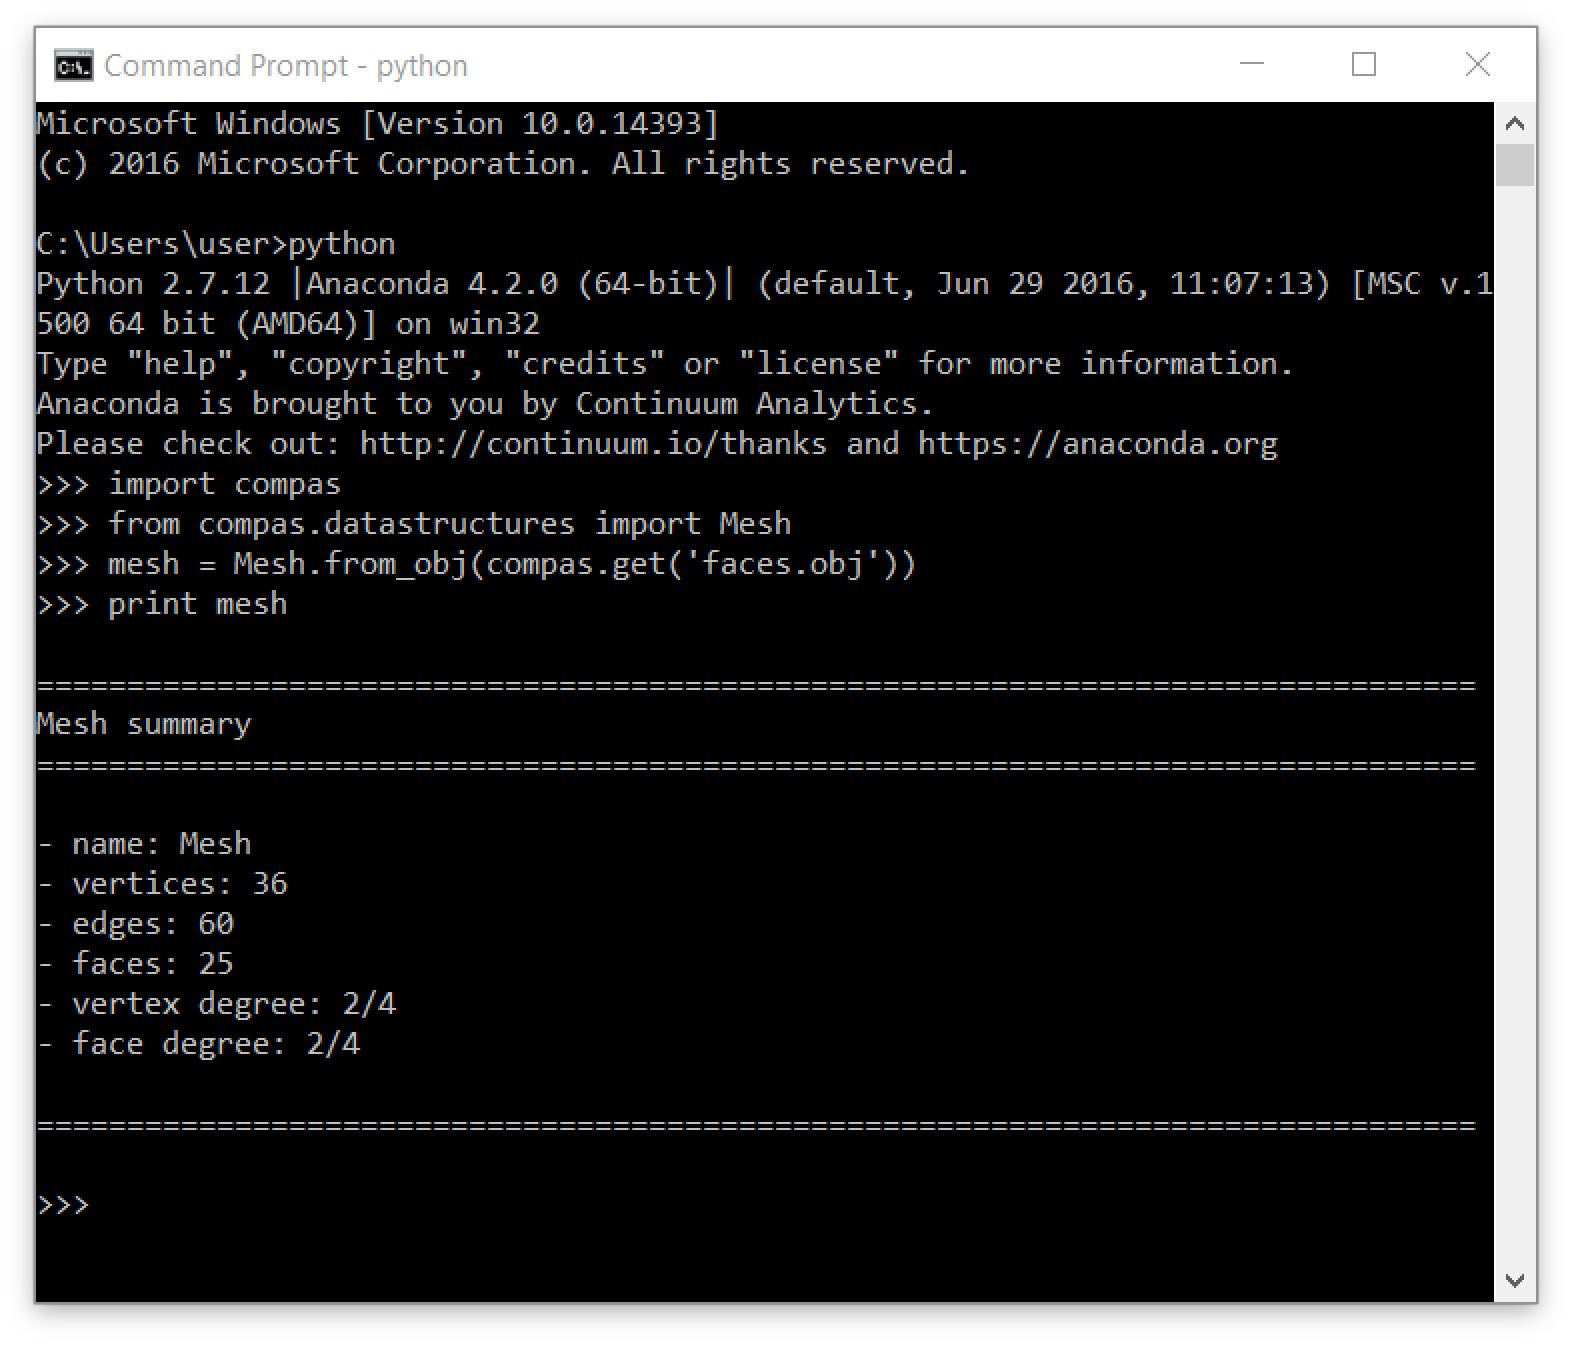 Command Prompt - python
Microsoft Windows [Version 10.0.14393]
(c) 2016 Microsoft Corporation. All rights reserved.
C:\Users\user>python
Python 2.7.12 |Anaconda 4.2.0 (64-bit)| (default, Jun 29 2016, 11:07:13) [MSC v.1
500 64 bit (AMD64)] on win32
Type "help", "copyright", "credits" or "license" for more information.
Anaconda is brought to you by Continuum Analytics.
Please check out: http://continuum.io/thanks and https://anaconda.org
>>> import compas
>>> from compas.datastructures import Mesh
>>> mesh = Mesh.from_obj(compas.get('faces.obj'))
>>> print mesh
================================================================================
Mesh summary
================================================================================
- name: Mesh
- vertices: 36
- edges: 60
- faces: 25
- vertex degree: 2/4
- face degree: 2/4
================================================================================
>>>